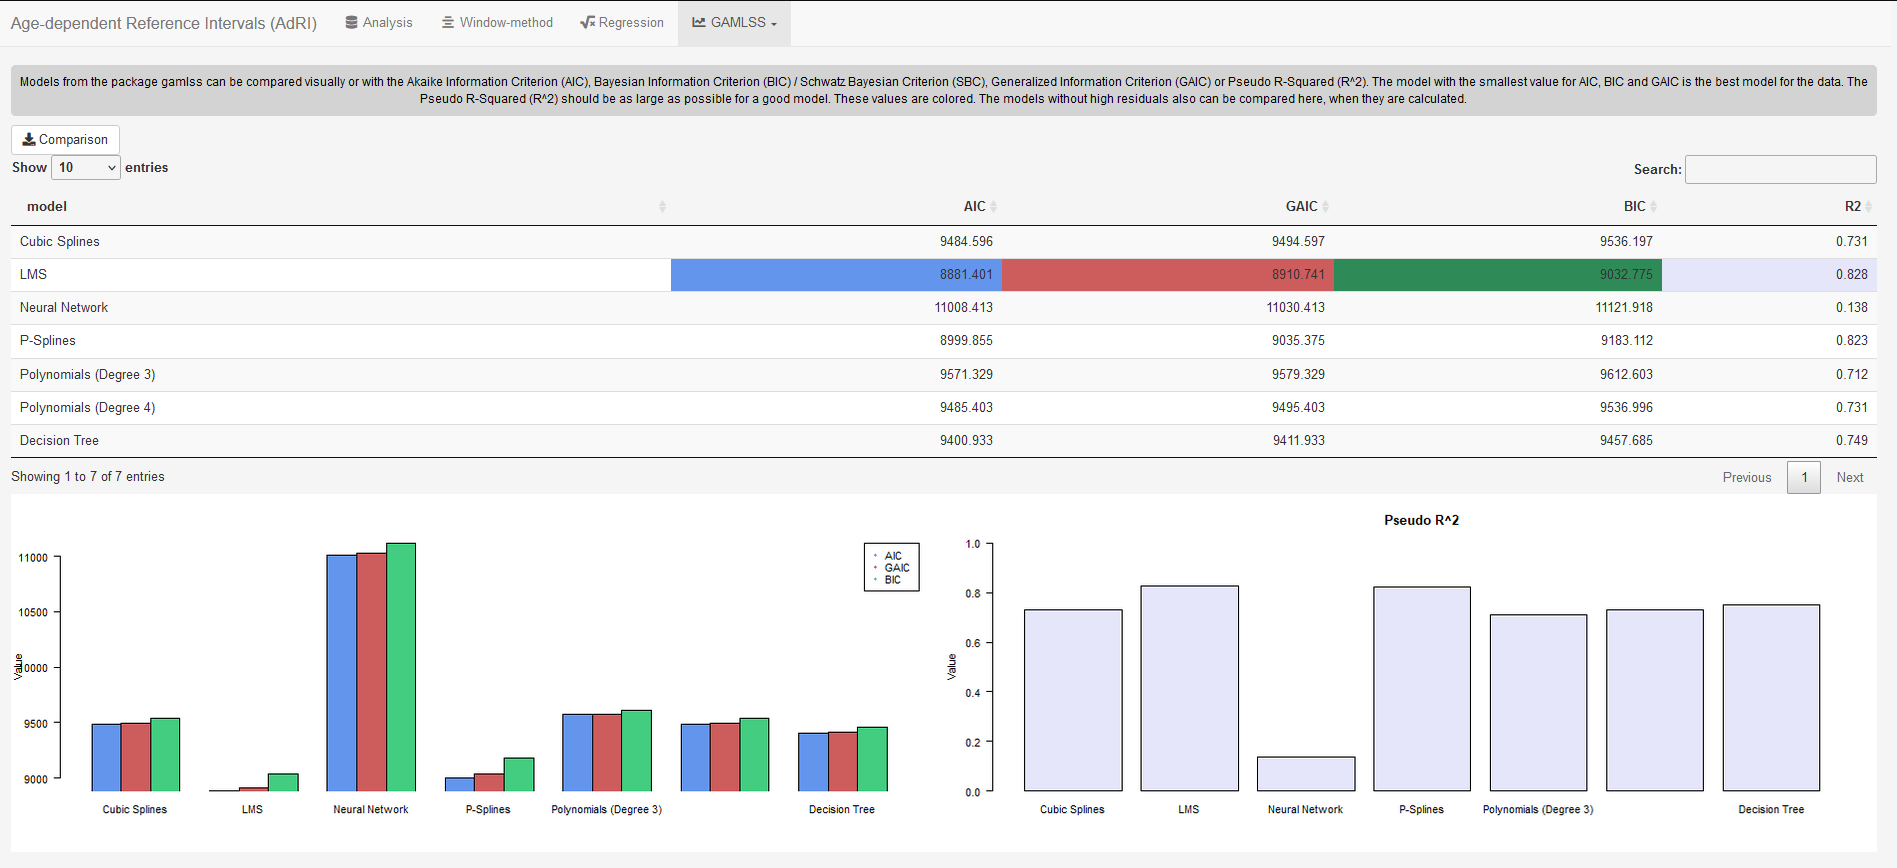 Age-dependent Reference Intervals (AdRI) Analysis Window-method Regression GAMLSS
Models from the package gamlss can be compared visually or with the Akaike Information Criterion (AIC), Bayesian Information Criterion (BIC) / Schwatz Bayesian Criterion (SBC), Generalized Information Criterion (GAIC) or Pseudo R-Squared (R^2). The model with the smallest value for AIC, BIC and GAIC is the best model for the data. The
Pseudo R-Squared (R^2) should be as large as possible for a good model. These values are colored. The models without high residuals also can be compared here, when they are calculated.
Comparison
Show 10 entries Search:
model AIC GAIC BIC R2
Cubic Splines 9484.596 9494.597 9536.197 0.731
LMS 8881.401 8910.741 9032.775 0.828
Neural Network 11008.413 11030.413 11121.918 0.138
P-Splines 8999.855 9035.375 9183.112 0.823
Polynomials (Degree 3) 9571.329 9579.329 9612.603 0.712
Polynomials (Degree 4) 9485.403 9495.403 9536.996 0.731
Decision Tree 9400.933 9411.933 9457.685 0.749
Showing 1 to 7 of 7 entries Previous 1 Next
Value
11000
10500
10000
9500
9000
AIC
GAIC
BIC
Cubic Splines LMS Neural Network P-Splines Polynomials (Degree 3) Decision Tree
Pseudo R^2
Value
1.0
0.8
0.6
0.4
0.2
0.0
Cubic Splines LMS Neural Network P-Splines Polynomials (Degree 3) Decision Tree